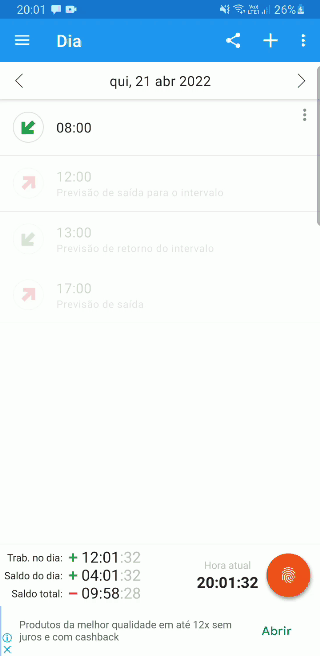 20:01 26%
Dia
qui, 21 abr 2022
08:00
12:00
Previsão de saída para o intervalo
13:00
Previsão de retorno do intervalo
17:00
Previsão de saída
Trab. no dia: + 12:01:32
Saldo do dia: + 04:01:32
Saldo total: - 09:58:28
Hora atual
20:01:32
Produtos da melhor qualidade em até 12x sem
juros e com cashback
Abrir